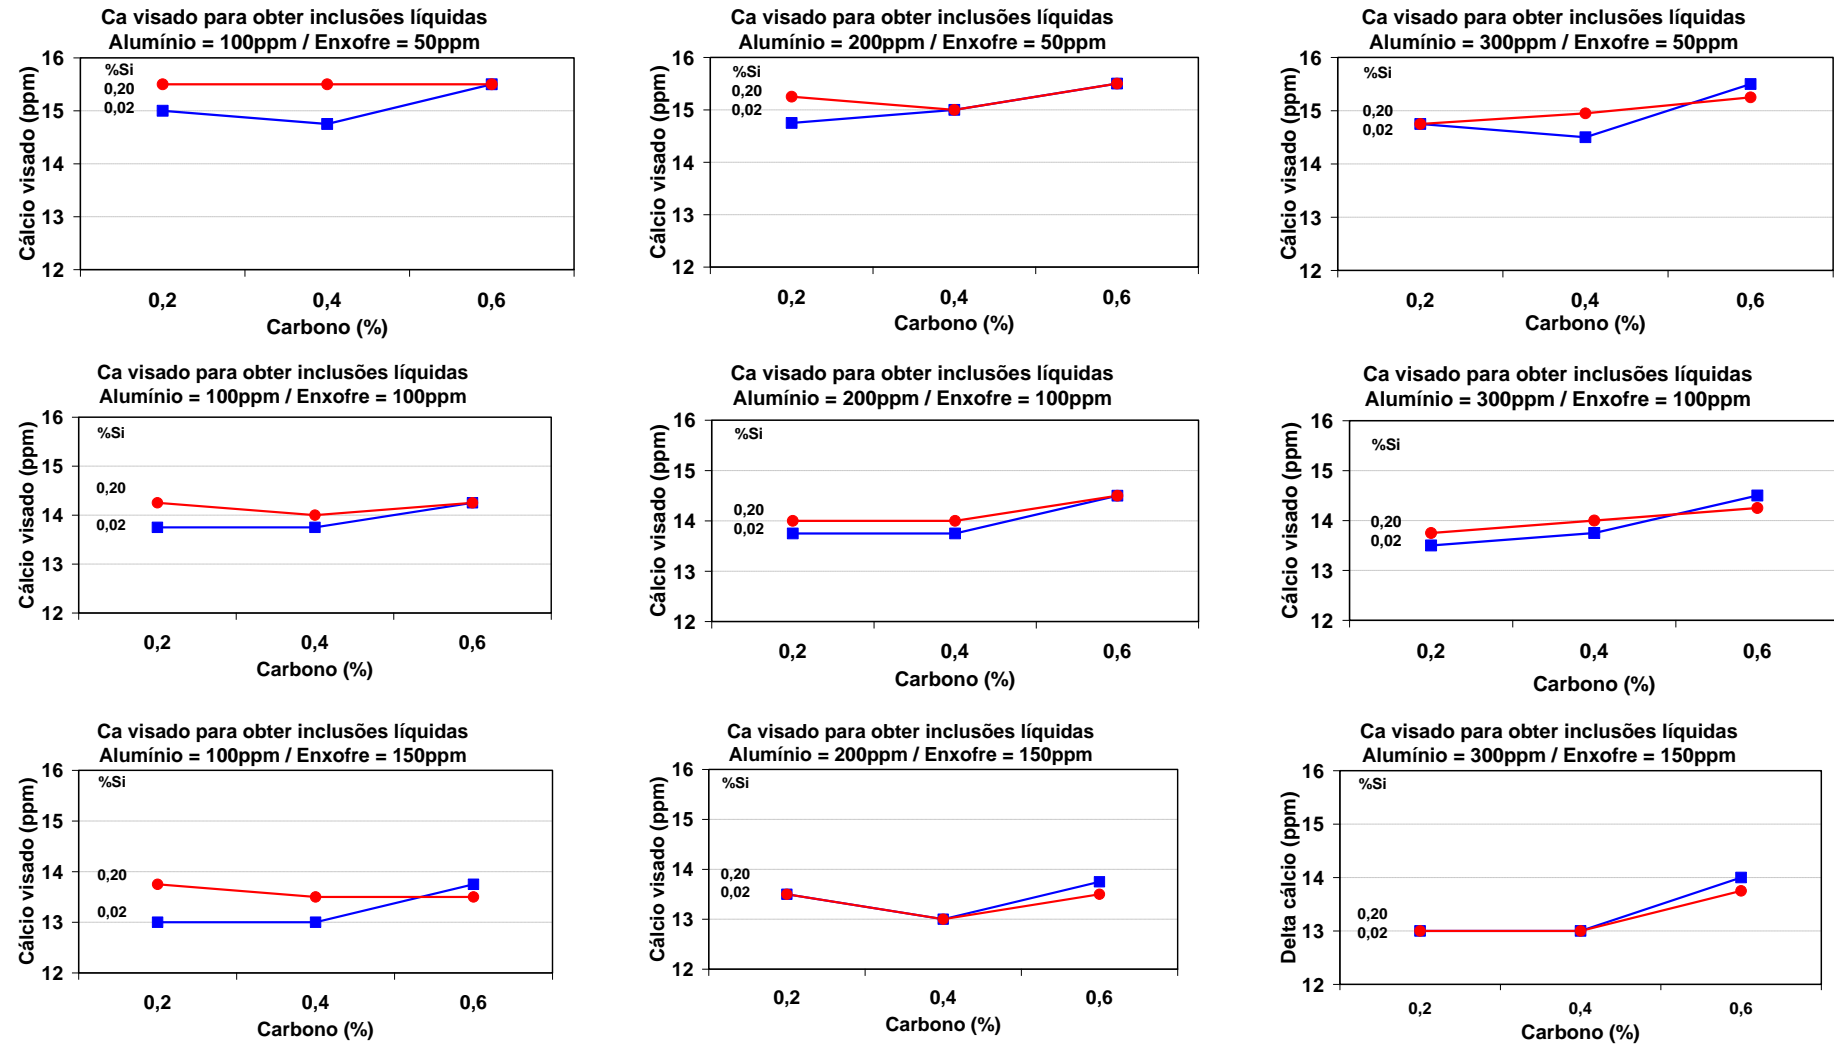 Ca visado para obter inclusões líquidas
Alumínio = 100ppm / Enxofre = 50ppm
Cálcio visado (ppm)
16
15
14
13
12
%Si
0,20
0,02
0,2 0,4 0,6
Carbono (%)
Ca visado para obter inclusões líquidas
Alumínio = 200ppm / Enxofre = 50ppm
Cálcio visado (ppm)
16
15
14
13
12
%Si
0,20
0,02
0,2 0,4 0,6
Carbono (%)
Ca visado para obter inclusões líquidas
Alumínio = 300ppm / Enxofre = 50ppm
Cálcio visado (ppm)
16
15
14
13
12
%Si
0,20
0,02
0,2 0,4 0,6
Carbono (%)
Ca visado para obter inclusões líquidas
Alumínio = 100ppm / Enxofre = 100ppm
Cálcio visado (ppm)
16
15
14
13
12
%Si
0,20
0,02
0,2 0,4 0,6
Carbono (%)
Ca visado para obter inclusões líquidas
Alumínio = 200ppm / Enxofre = 100ppm
Cálcio visado (ppm)
16
15
14
13
12
%Si
0,20
0,02
0,2 0,4 0,6
Carbono (%)
Ca visado para obter inclusões líquidas
Alumínio = 300ppm / Enxofre = 100ppm
Cálcio visado (ppm)
16
15
14
13
12
%Si
0,20
0,02
0,2 0,4 0,6
Carbono (%)
Ca visado para obter inclusões líquidas
Alumínio = 100ppm / Enxofre = 150ppm
Cálcio visado (ppm)
16
15
14
13
12
%Si
0,20
0,02
0,2 0,4 0,6
Carbono (%)
Ca visado para obter inclusões líquidas
Alumínio = 200ppm / Enxofre = 150ppm
Cálcio visado (ppm)
16
15
14
13
12
%Si
0,20
0,02
0,2 0,4 0,6
Carbono (%)
Ca visado para obter inclusões líquidas
Alumínio = 300ppm / Enxofre = 150ppm
Delta cálcio (ppm)
16
15
14
13
12
%Si
0,20
0,02
0,2 0,4 0,6
Carbono (%)